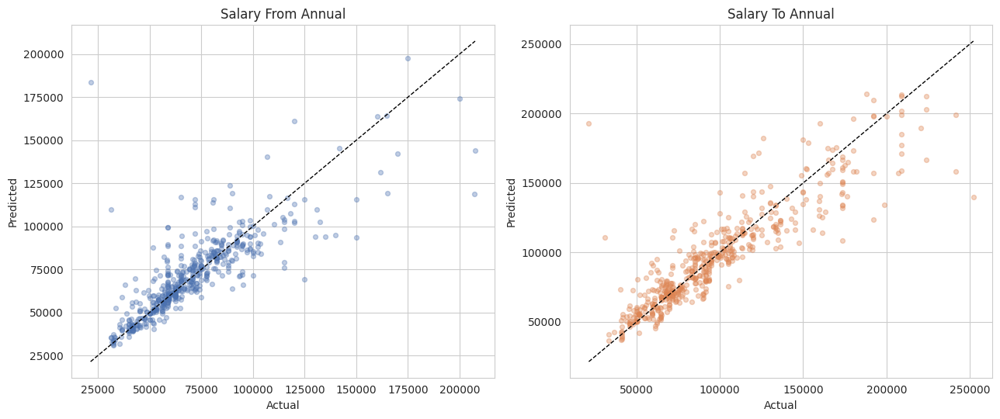 Salary From Annual
200000
175000
150000
125000
100000
75000
50000
25000
Predicted
25000 50000 75000 100000 125000 150000 175000 200000
Actual
Salary To Annual
250000
200000
150000
100000
50000
Predicted
50000 100000 150000 200000 250000
Actual